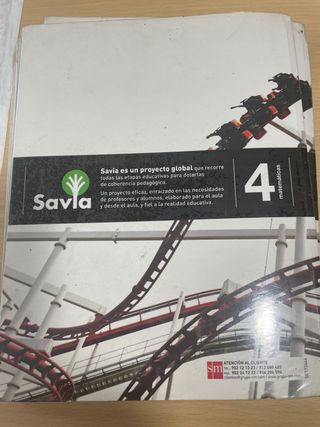 Savia
Savia es un proyecto global que recorre
todas las etapas educativas para dotarlas
de coherencia pedagógica.
Un proyecto eficaz, enraizado en las necesidades
de profesores y alumnos, elaborado para el aula
y desde el aula, y fiel a la realidad educativa.
4
matemáticas
sm
ATENCIÓN AL CLIENTE